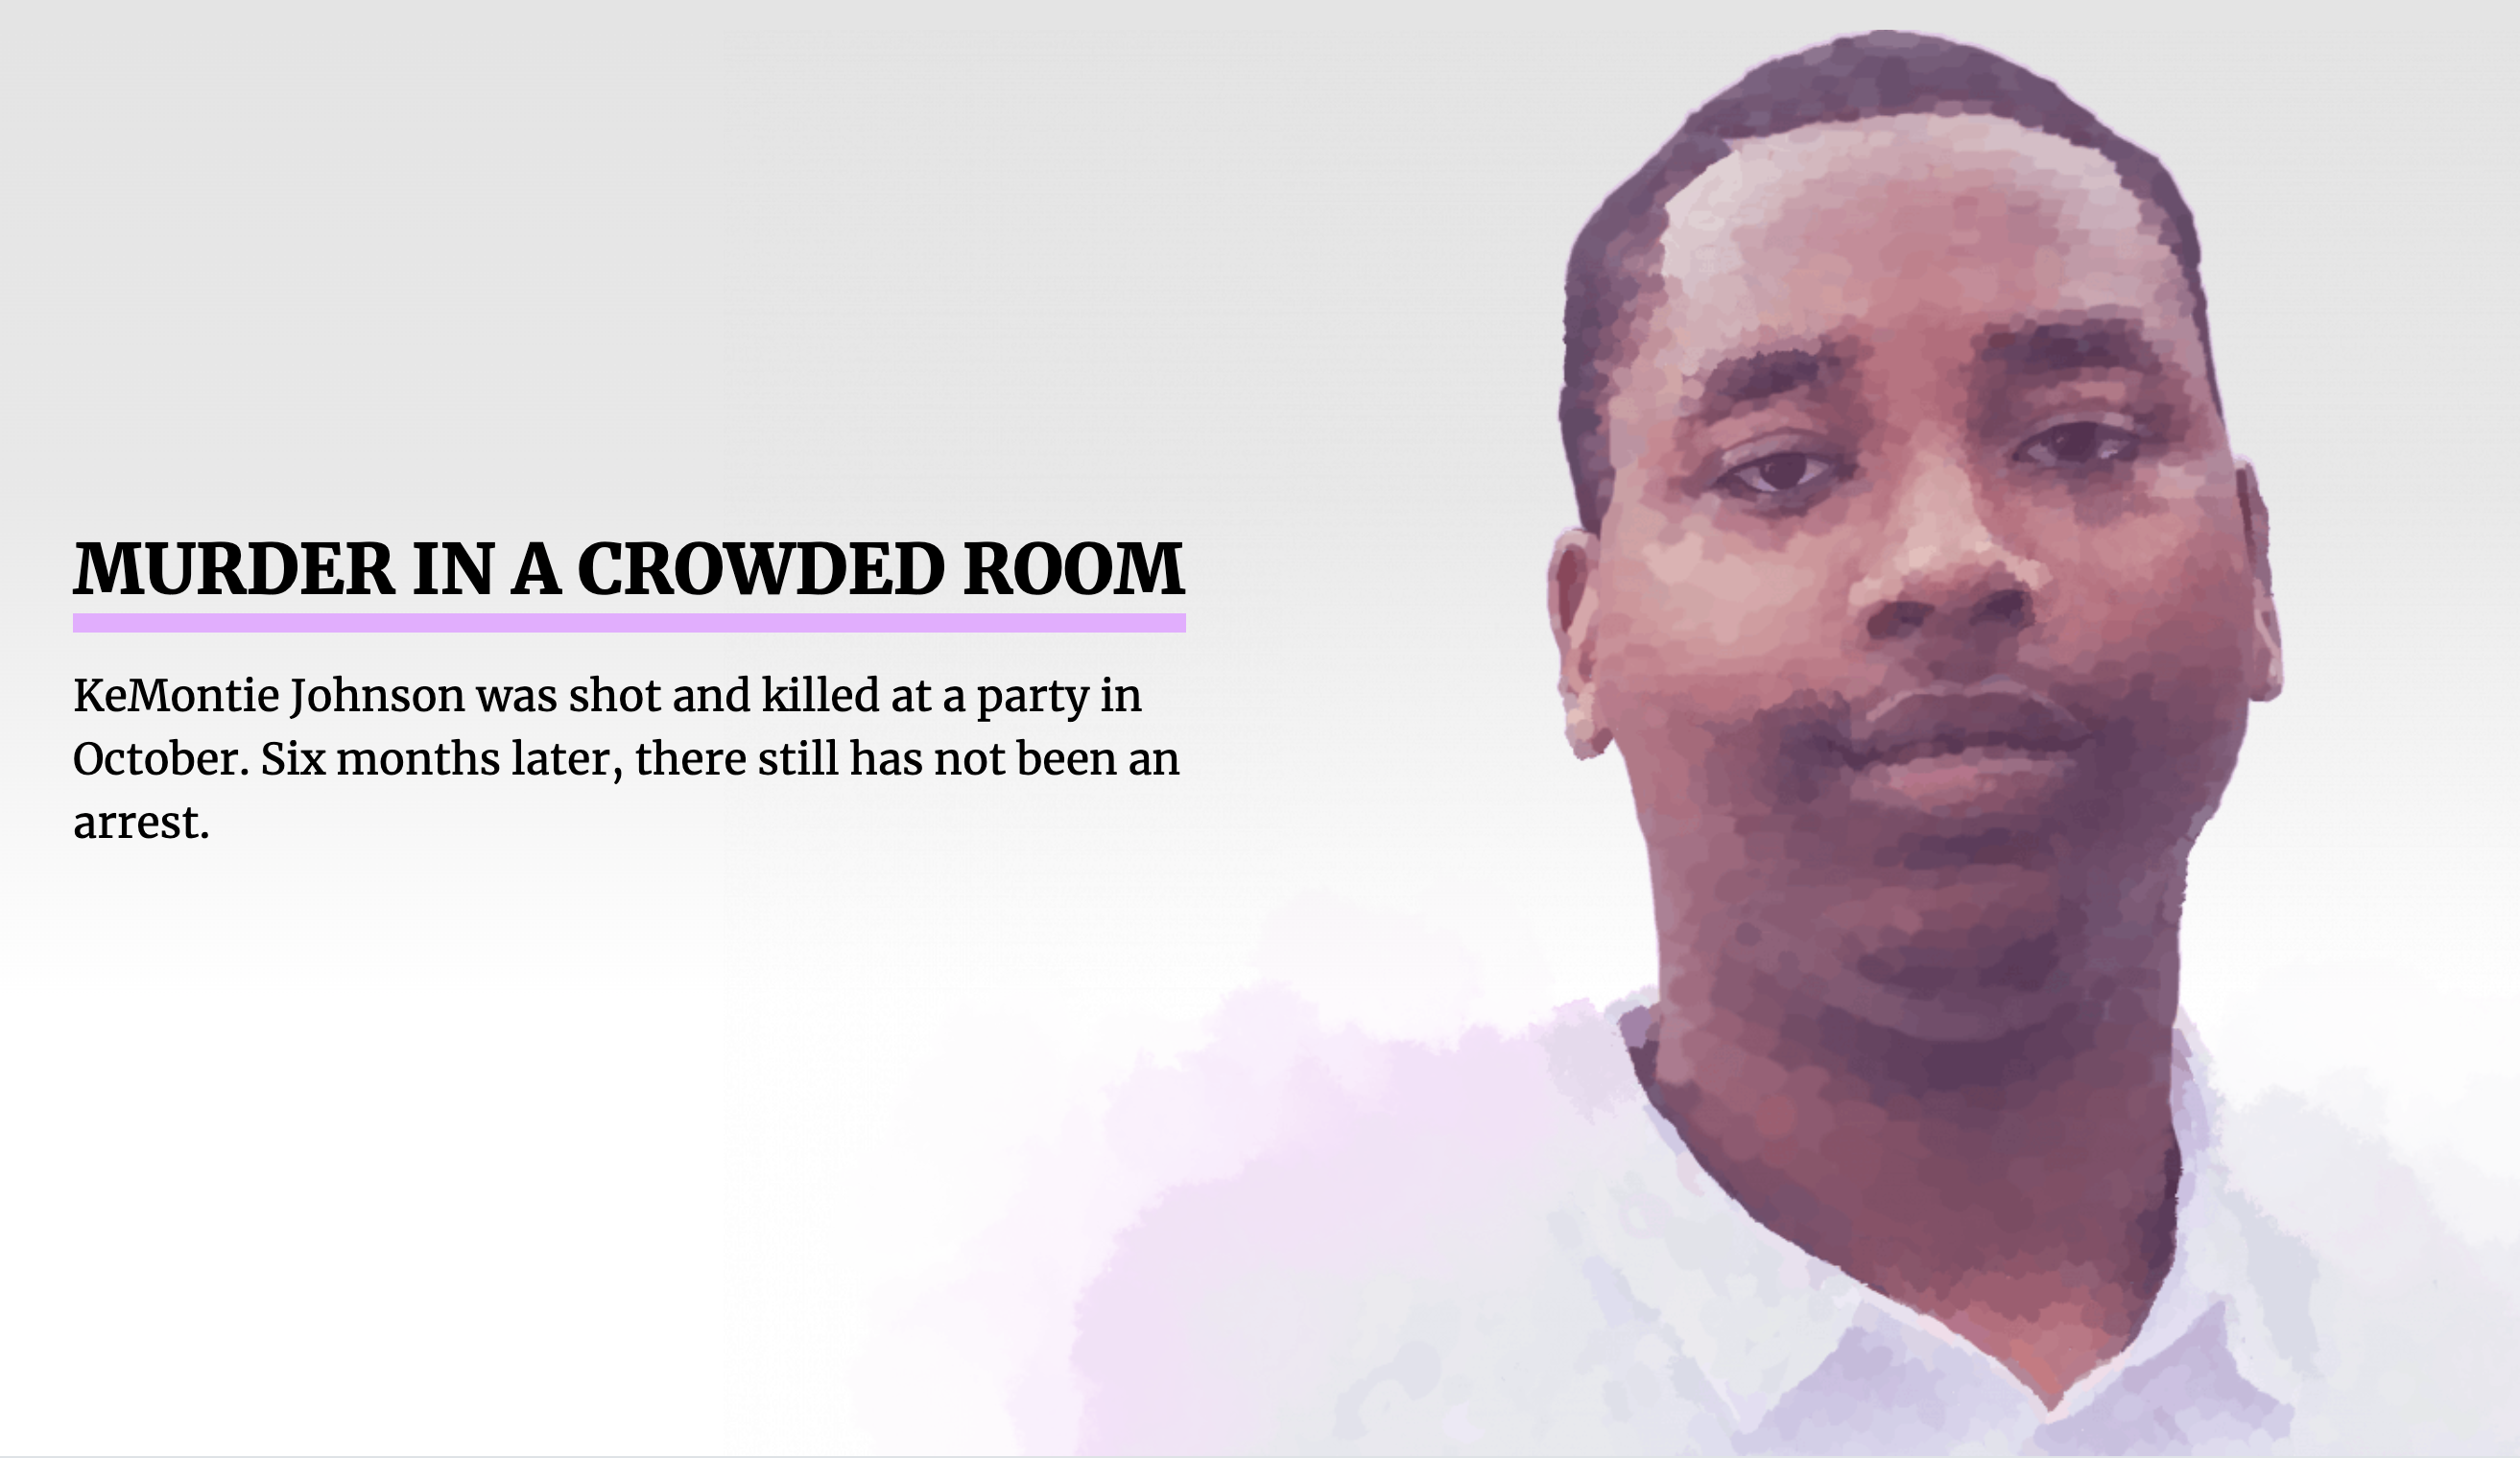 MURDER IN A CROWDED ROOM
KeMontie Johnson was shot and killed at a party in
October. Six months later, there still has not been an
arrest.